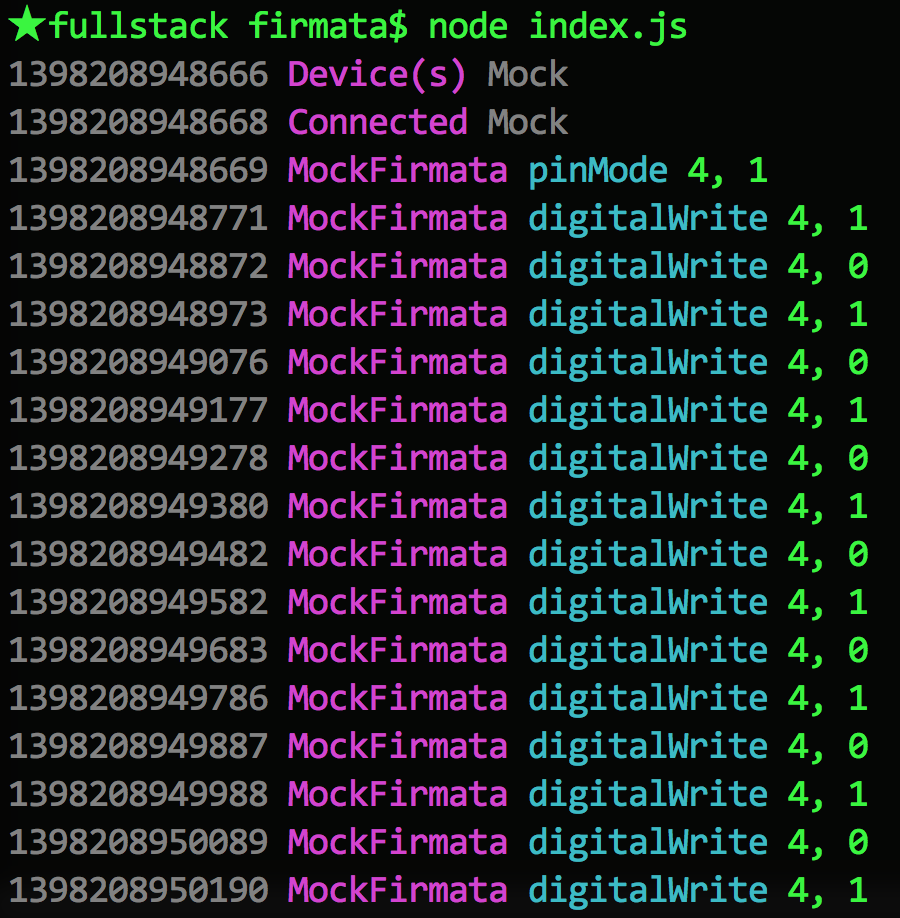 ★fullstack firmata$ node index.js
1398208948666 Device(s) Mock
1398208948668 Connected Mock
1398208948669 MockFirmata pinMode 4, 1
1398208948771 MockFirmata digitalWrite 4, 1
1398208948872 MockFirmata digitalWrite 4, 0
1398208948973 MockFirmata digitalWrite 4, 1
1398208949076 MockFirmata digitalWrite 4, 0
1398208949177 MockFirmata digitalWrite 4, 1
1398208949278 MockFirmata digitalWrite 4, 0
1398208949380 MockFirmata digitalWrite 4, 1
1398208949482 MockFirmata digitalWrite 4, 0
1398208949582 MockFirmata digitalWrite 4, 1
1398208949683 MockFirmata digitalWrite 4, 0
1398208949786 MockFirmata digitalWrite 4, 1
1398208949887 MockFirmata digitalWrite 4, 0
1398208949988 MockFirmata digitalWrite 4, 1
1398208950089 MockFirmata digitalWrite 4, 0
1398208950190 MockFirmata digitalWrite 4, 1